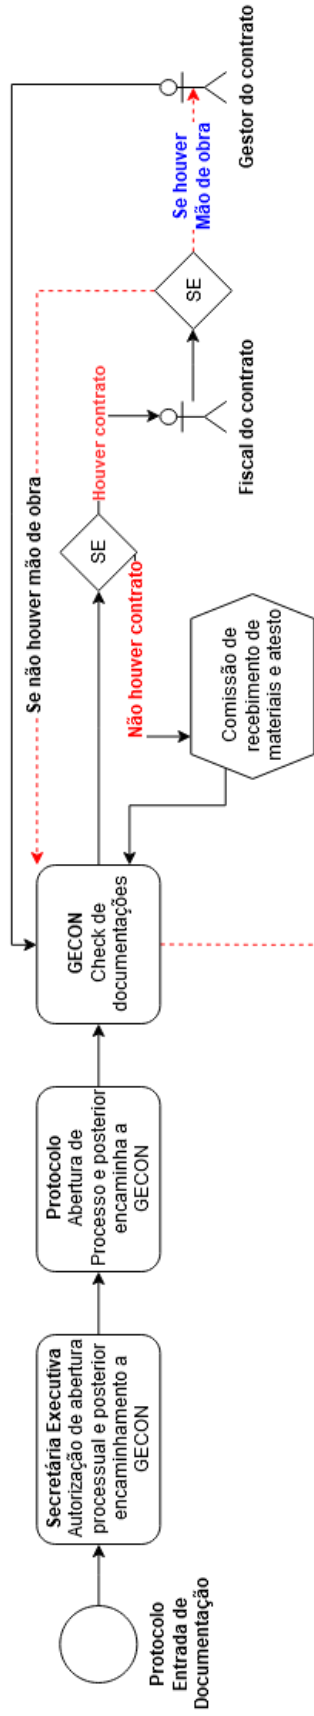 Protocolo
Entrada de
Documentação
Secretária Executiva
Autorização de abertura
processual e posterior
encaminhamento a
GECON
Protocolo
Abertura de
Processo e posterior
encaminha a
GECON
GECON
Check de
documentações
Se não houver mão de obra
SE
Houver contrato
Não houver contrato
Comissão de
recebimento de
materiais e atesto
Fiscal do contrato
SE
Se houver
Mão de obra
Gestor do contrato